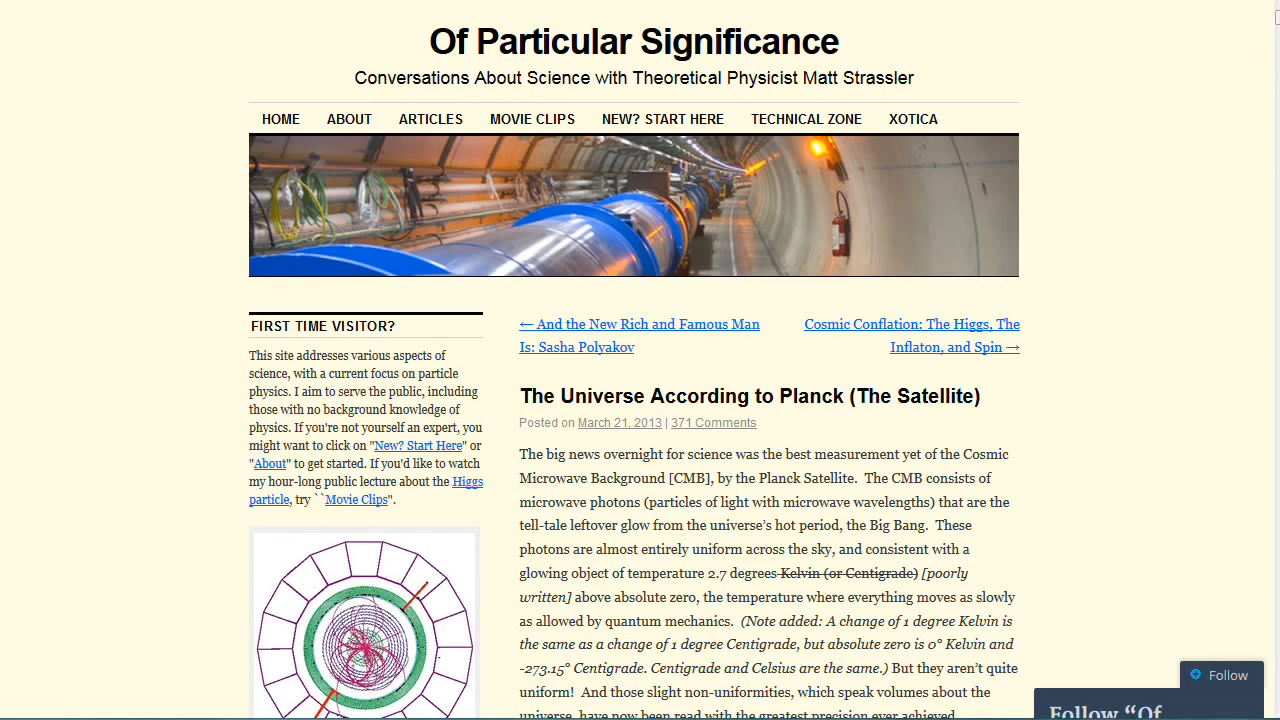 Of Particular Significance
Conversations About Science with Theoretical Physicist Matt Strassler
HOME ABOUT ARTICLES MOVIE CLIPS NEW? START HERE TECHNICAL ZONE XOTICA
FIRST TIME VISITOR?
This site addresses various aspects of
science, with a current focus on particle
physics. I aim to serve the public, including
those with no background knowledge of
physics. If you're not yourself an expert, you
might want to click on "New? Start Here" or
"About" to get started. If you'd like to watch
my hour-long public lecture about the Higgs
particle, try ``Movie Clips".
← And the New Rich and Famous Man
Is: Sasha Polyakov
Cosmic Conflation: The Higgs, The
Inflaton, and Spin →
The Universe According to Planck (The Satellite)
Posted on March 21, 2013 | 371 Comments
The big news overnight for science was the best measurement yet of the Cosmic
Microwave Background [CMB], by the Planck Satellite.  The CMB consists of
microwave photons (particles of light with microwave wavelengths) that are the
tell-tale leftover glow from the universe’s hot period, the Big Bang.  These
photons are almost entirely uniform across the sky, and consistent with a
glowing object of temperature 2.7 degrees Kelvin (or Centigrade) [poorly
written] above absolute zero, the temperature where everything moves as slowly
as allowed by quantum mechanics.  (Note added: A change of 1 degree Kelvin is
the same as a change of 1 degree Centigrade, but absolute zero is 0° Kelvin and
-273.15° Centigrade. Centigrade and Celsius are the same.) But they aren’t quite
uniform!  And those slight non-uniformities, which speak volumes about the
universe, have now been read with the greatest precision ever achieved
Follow
Follow “Of